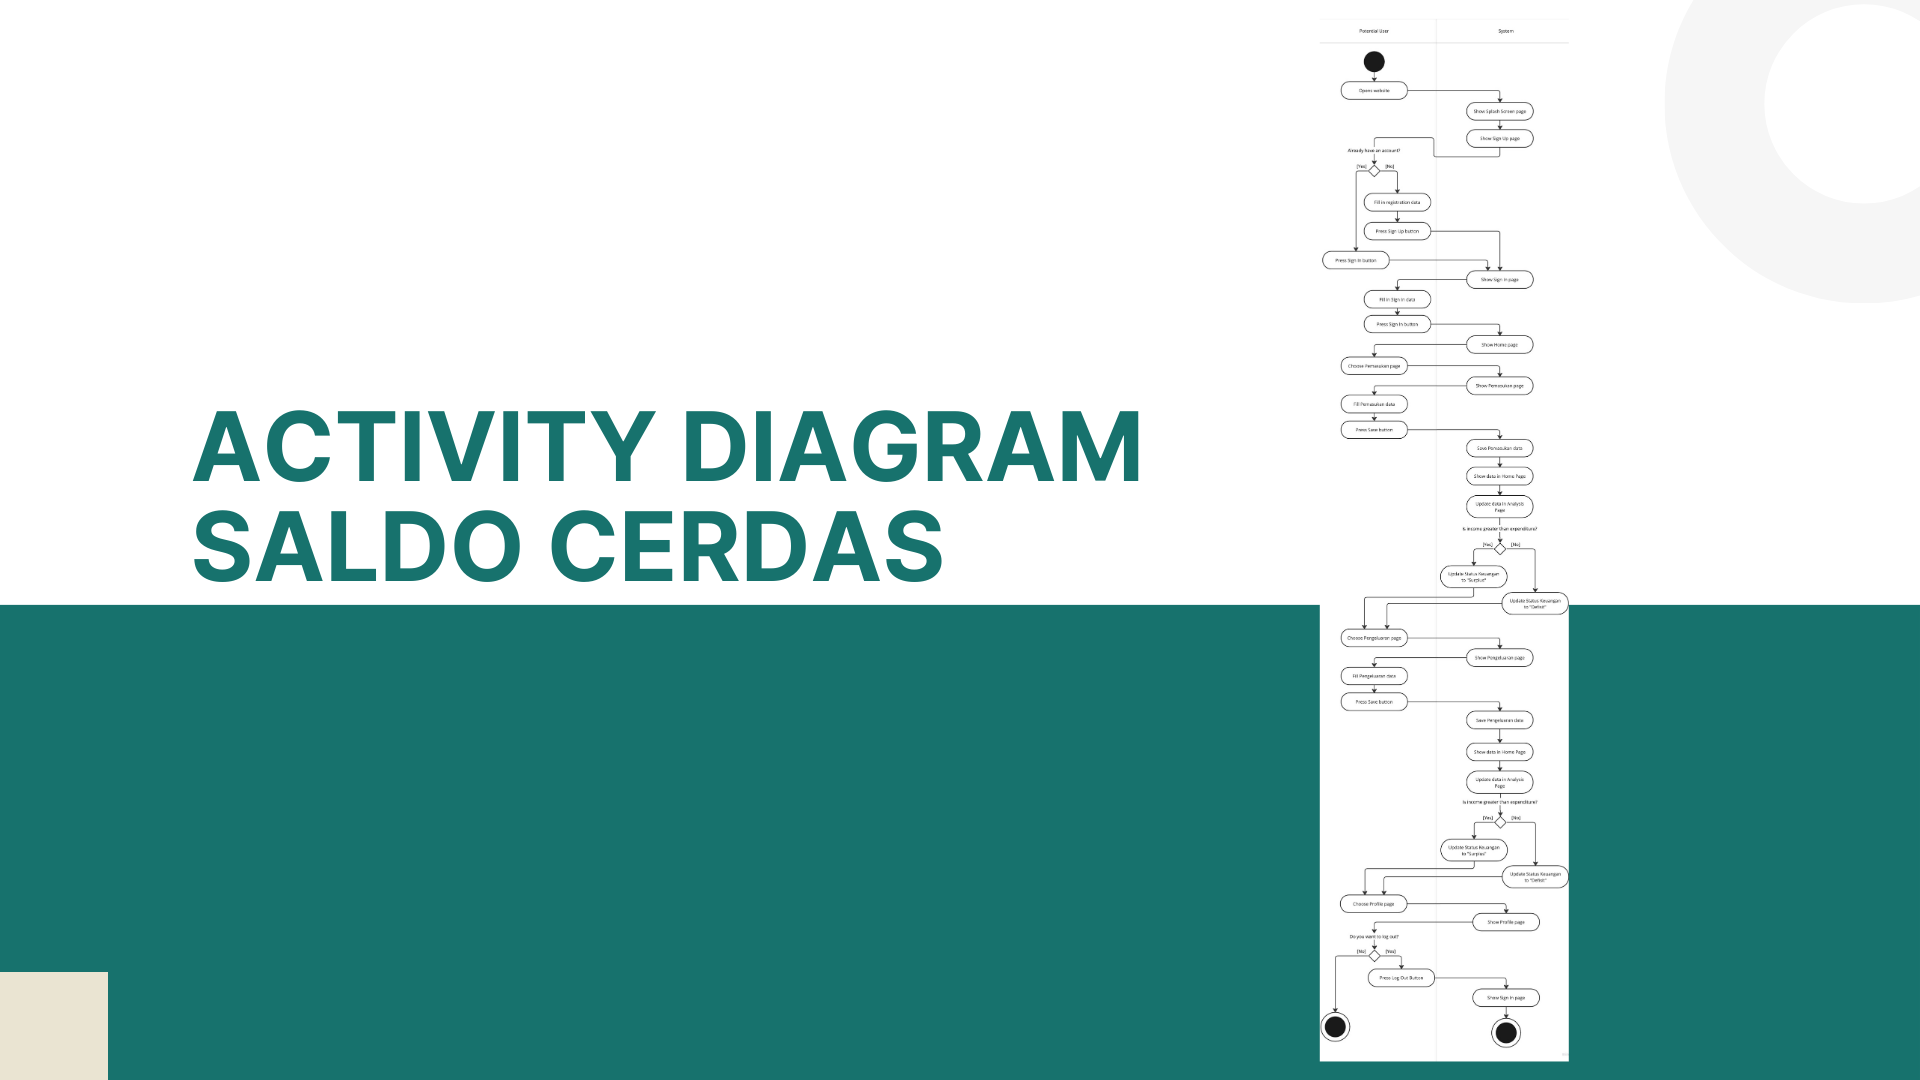 ACTIVITY DIAGRAM
SALDO CERDAS
Potential User
System
Opens website
Show Splash Screen page
Show Sign Up page
Already have an account?
[Yes]
[No]
Fill in registration data
Press Sign Up button
Press Sign In button
Show Sign In page
Fill in Sign In data
Press Sign In button
Show Home page
Choose Pemasukan page
Show Pemasukan page
Fill Pemasukan data
Press Save button
Save Pemasukan data
Show data in Home Page
Update data in Analysis
Page
Is income greater than expenditure?
[Yes]
[No]
Update Status Keuangan
to "Surplus"
Update Status Keuangan
to "Defisit"
Choose Pengeluaran page
Show Pengeluaran page
Fill Pengeluaran data
Press Save button
Save Pengeluaran data
Show data in Home Page
Update data in Analysis
Page
Is income greater than expenditure?
[Yes]
[No]
Update Status Keuangan
to "Surplus"
Update Status Keuangan
to "Defisit"
Choose Profile page
Show Profile page
Do you want to log out?
[No]
[Yes]
Press Log Out Button
Show Sign In page